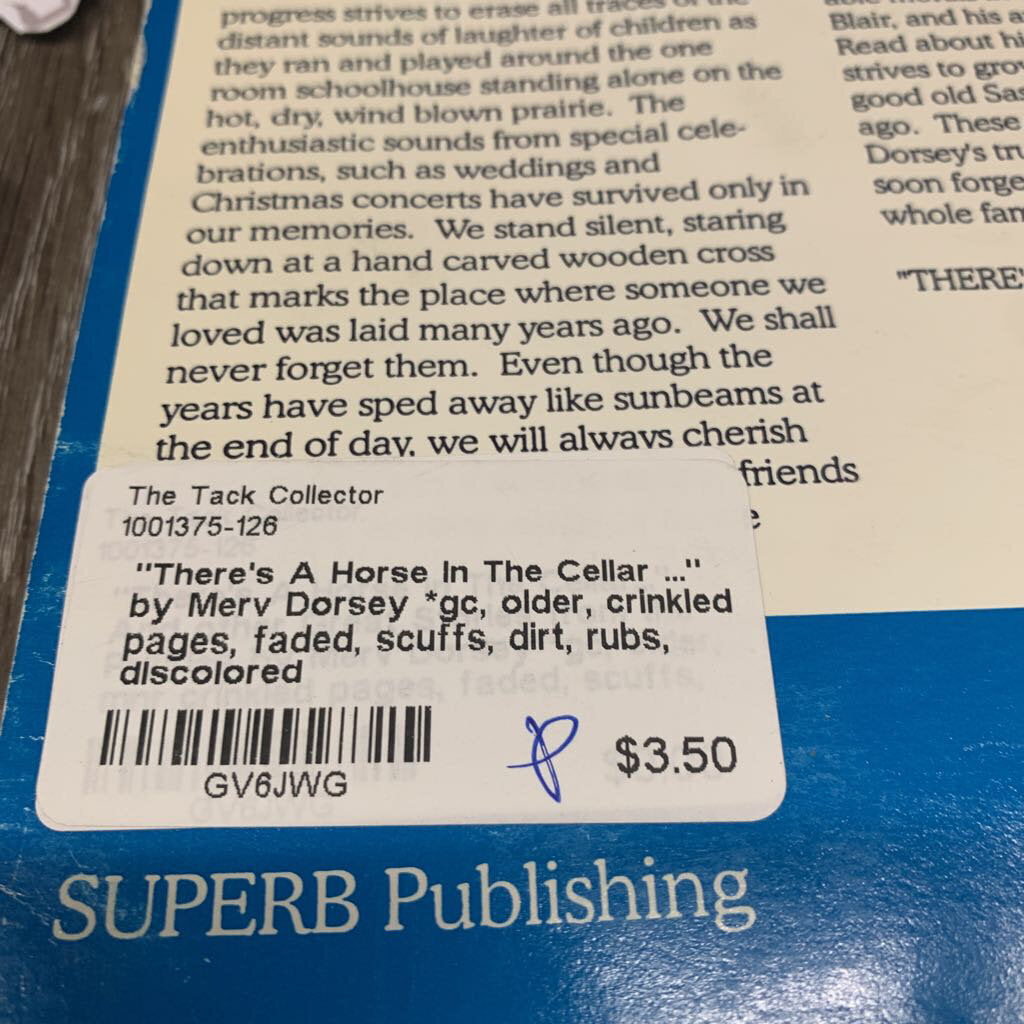 progress strives to erase all traces of the
distant sounds of laughter of children as
they ran and played around the one
room schoolhouse standing alone on the
hot, dry, wind blown prairie. The
enthusiastic sounds from special cele-
brations, such as weddings and
Christmas concerts have survived only in
our memories. We stand silent, staring
down at a hand carved wooden cross
that marks the place where someone we
loved was laid many years ago. We shall
never forget them. Even though the
years have sped away like sunbeams at
the end of day, we will always cherish
friends
Blair, and his a
Read about hi
strives to gro
good old Sas
ago. These
Dorsey's tru
soon forge
whole fam
"THERE'
The Tack Collector
1001375-126
"There's A Horse In The Cellar ..."
by Merv Dorsey *gc, older, crinkled
pages, faded, scuffs, dirt, rubs,
discolored
GV6JWG
$3.50
SUPERB Publishing